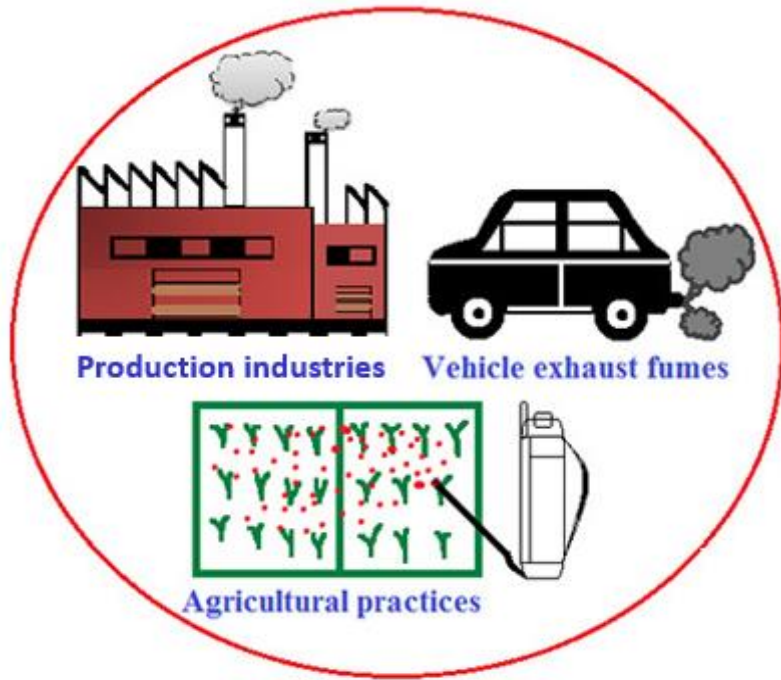 Production industries
Vehicle exhaust fumes
Agricultural practices